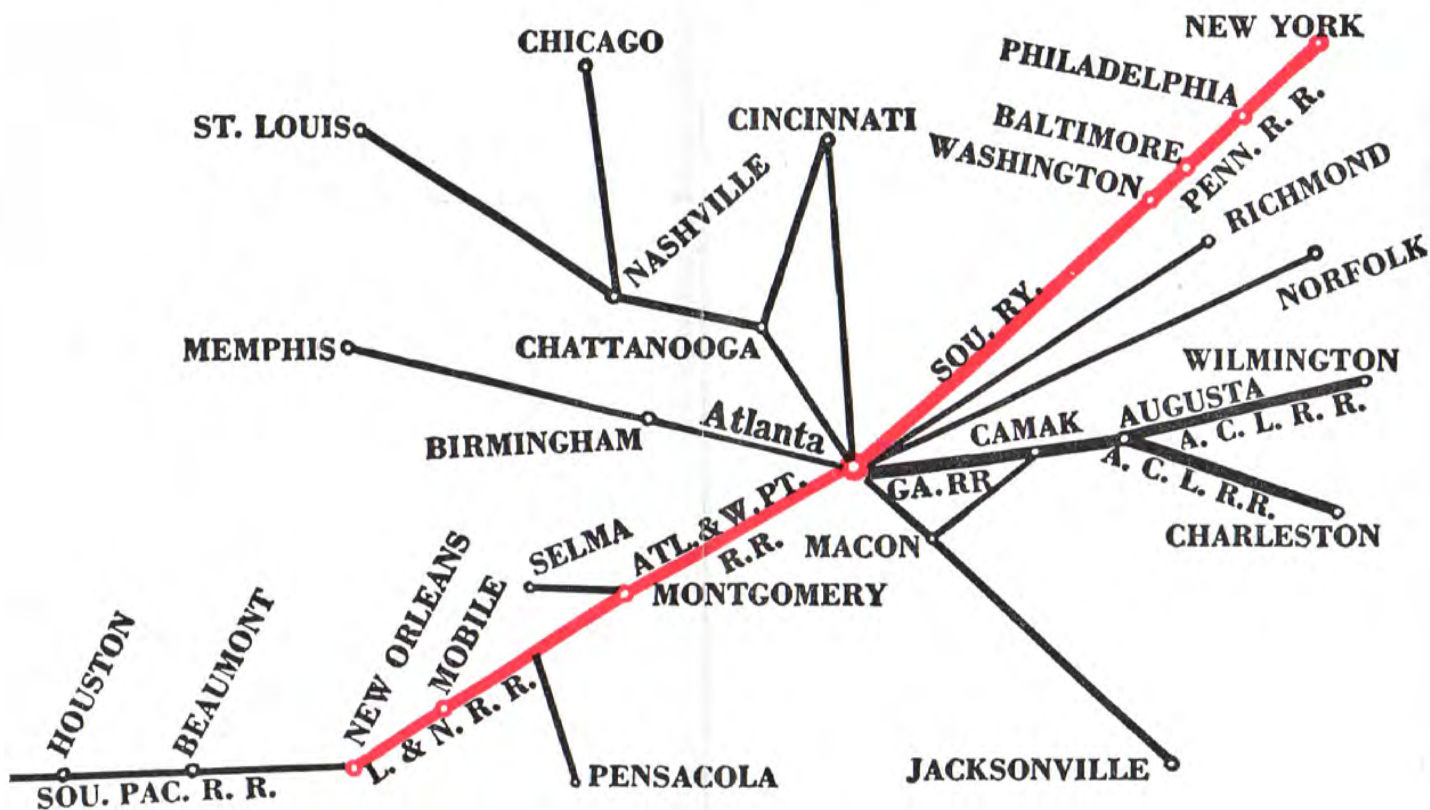 NEW YORK
CHICAGO
PHILADELPHIA
ST. LOUIS
CINCINNATI
BALTIMORE
WASHINGTON
PENN. R. R.
RICHMOND
NASHVILLE
NORFOLK
MEMPHIS
CHATTANOOGA
SOU. RY.
WILMINGTON
BIRMINGHAM
Atlanta
CAMAK
AUGUSTA
A. C. L. R. R.
A. C. L. R.R.
GA. RR
CHARLESTON
SELMA
ATL. & W. PT.
R.R.
MACON
MONTGOMERY
HOUSTON
BEAUMONT
NEW ORLEANS
MOBILE
L. & N. R. R.
SOU. PAC. R. R.
PENSACOLA
JACKSONVILLE